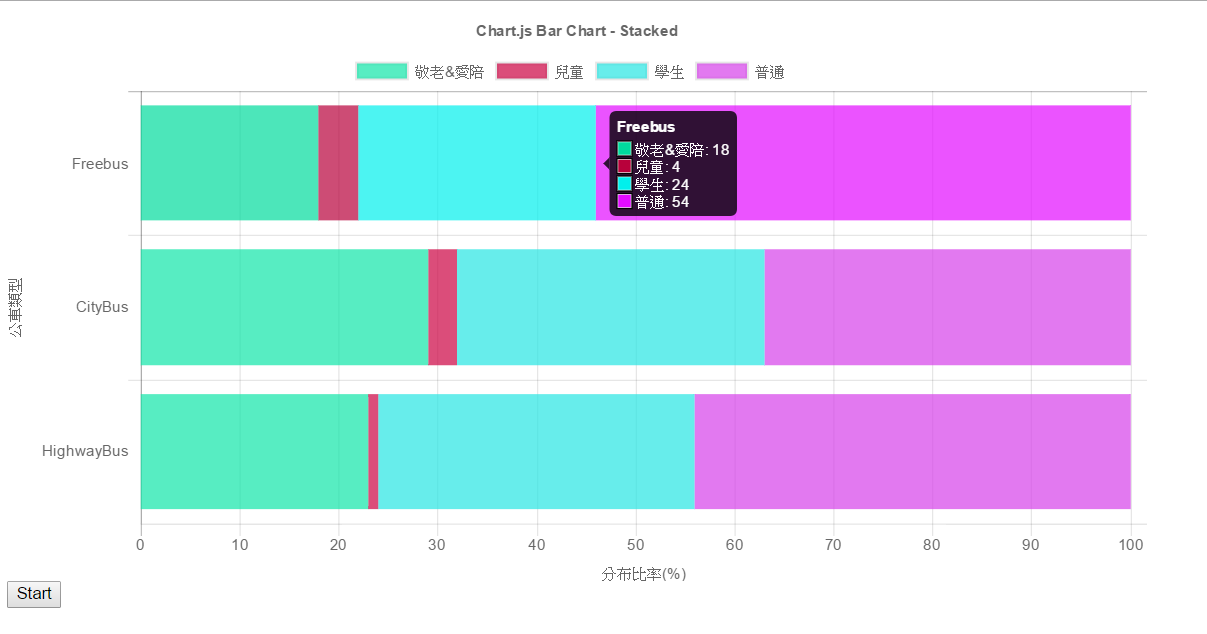 Chart.js Bar Chart - Stacked
敬老&愛陪 兒童 學生 普通
Freebus
Freebus
敬老&愛陪: 18
兒童: 4
學生: 24
普通: 54
公車類型
CityBus
HighwayBus
0 10 20 30 40 50 60 70 80 90 100
分布比率(%)
Start